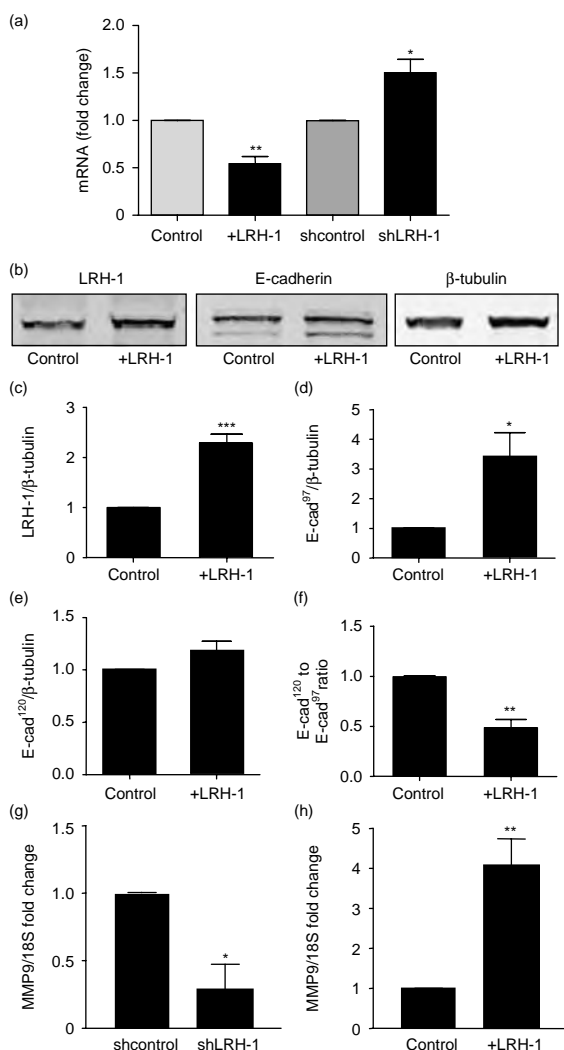 (a)
mRNA (fold change)
2.0
1.5
1.0
0.5
0
**
*
Control
+LRH-1
shcontrol
shLRH-1
(b)
LRH-1
E-cadherin
β-tubulin
Control
+LRH-1
Control
+LRH-1
Control
+LRH-1
(c)
LRH-1/β-tubulin
3
2
1
0
***
Control
+LRH-1
(d)
E-cad⁹⁷/β-tubulin
5
4
3
2
1
0
*
Control
+LRH-1
(e)
E-cad¹²⁰/β-tubulin
1.5
1.0
0.5
0.0
Control
+LRH-1
(f)
E-cad¹²⁰ to
E-cad⁹⁷ratio
1.5
1.0
0.5
0.0
**
Control
+LRH-1
(g)
MMP9/18S fold change
1.5
1.0
0.50
0
*
shcontrol
shLRH-1
(h)
MMP9/18S fold change
5
4
3
2
1
0
**
Control
+LRH-1